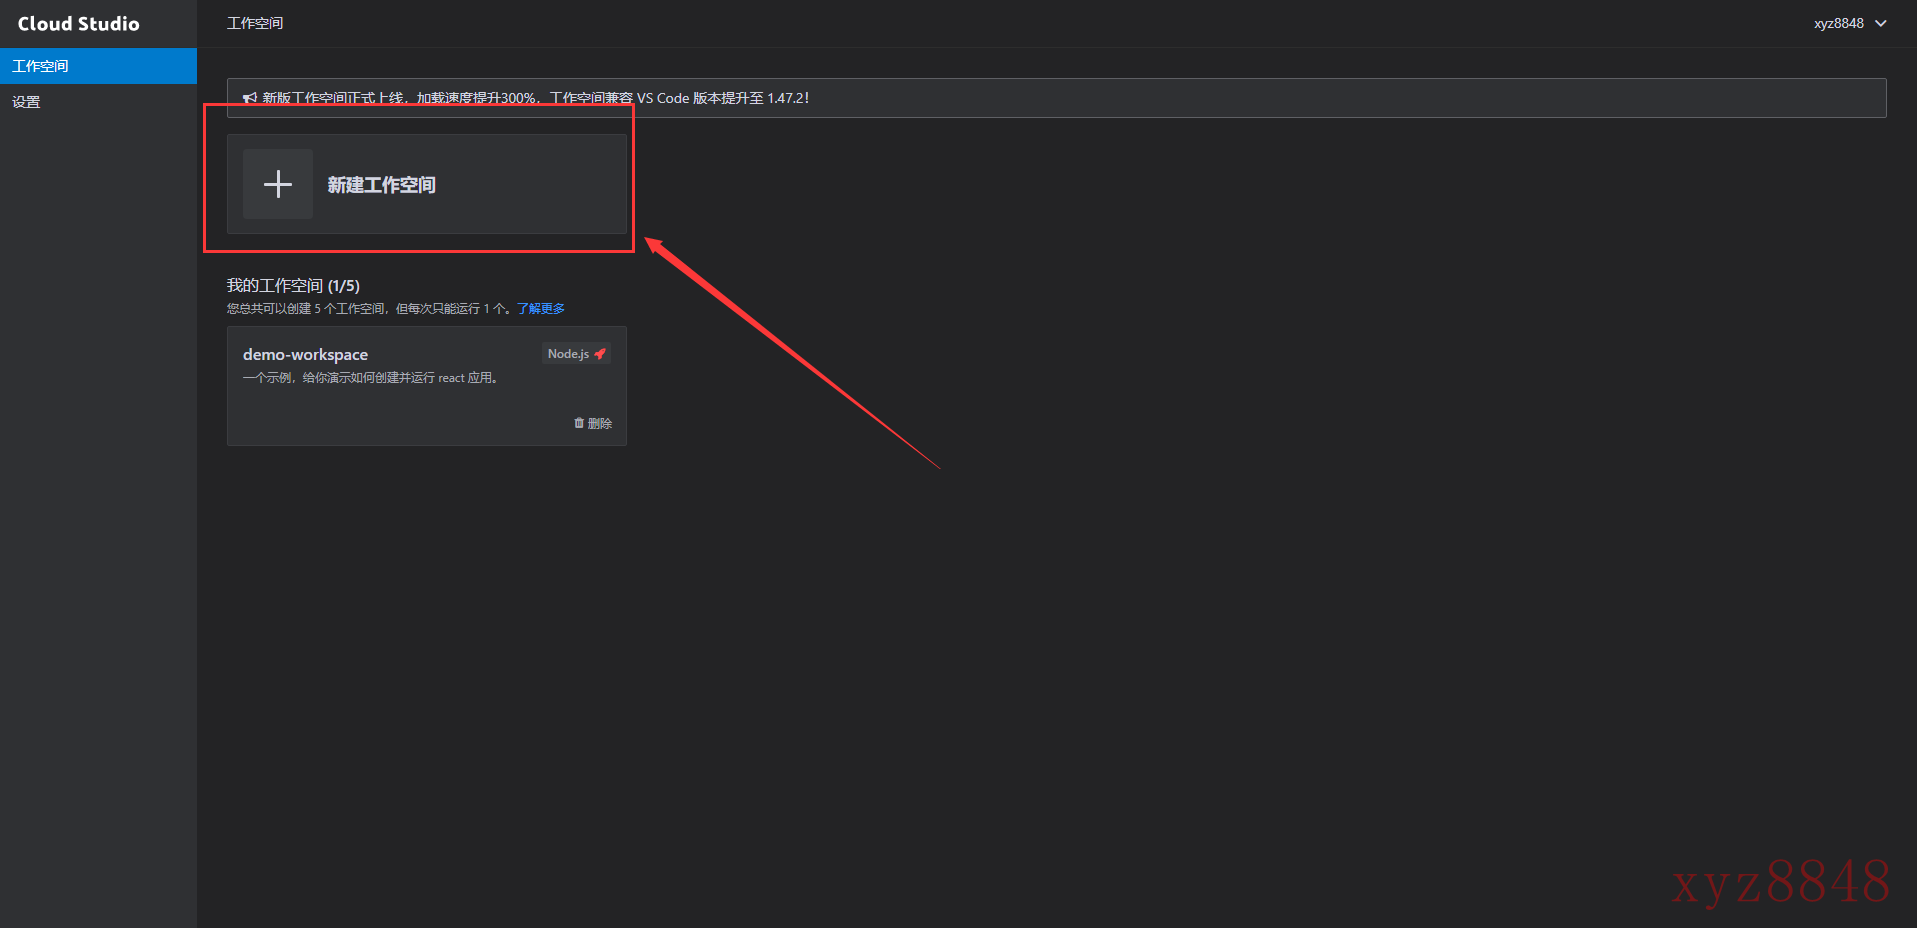 Cloud Studio
工作空间
xyz8848
工作空间
设置
新版工作空间正式上线，加载速度提升300%，工作空间兼容 VS Code 版本提升至 1.47.2！
新建工作空间
我的工作空间 (1/5)
您总共可以创建 5 个工作空间，但每次只能运行 1 个。了解更多
demo-workspace
Node.js
一个示例，给你演示如何创建并运行 react 应用。
删除
xyz8848